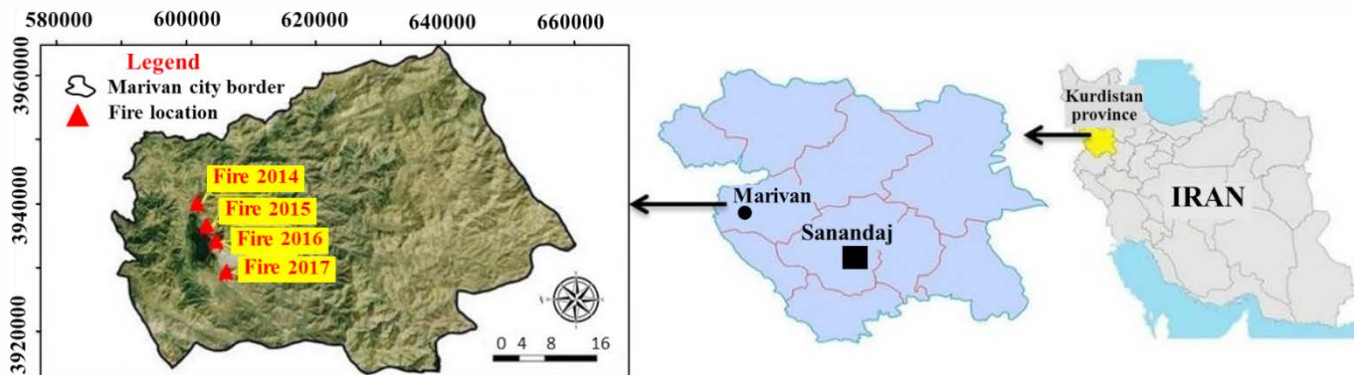 580000 600000 620000 640000 660000
3960000
3940000
3920000
Legend
Marivan city border
Fire location
Fire 2014
Fire 2015
Fire 2016
Fire 2017
N
S
0 4 8 16
Marivan
Sanandaj
Kurdistan
province
IRAN